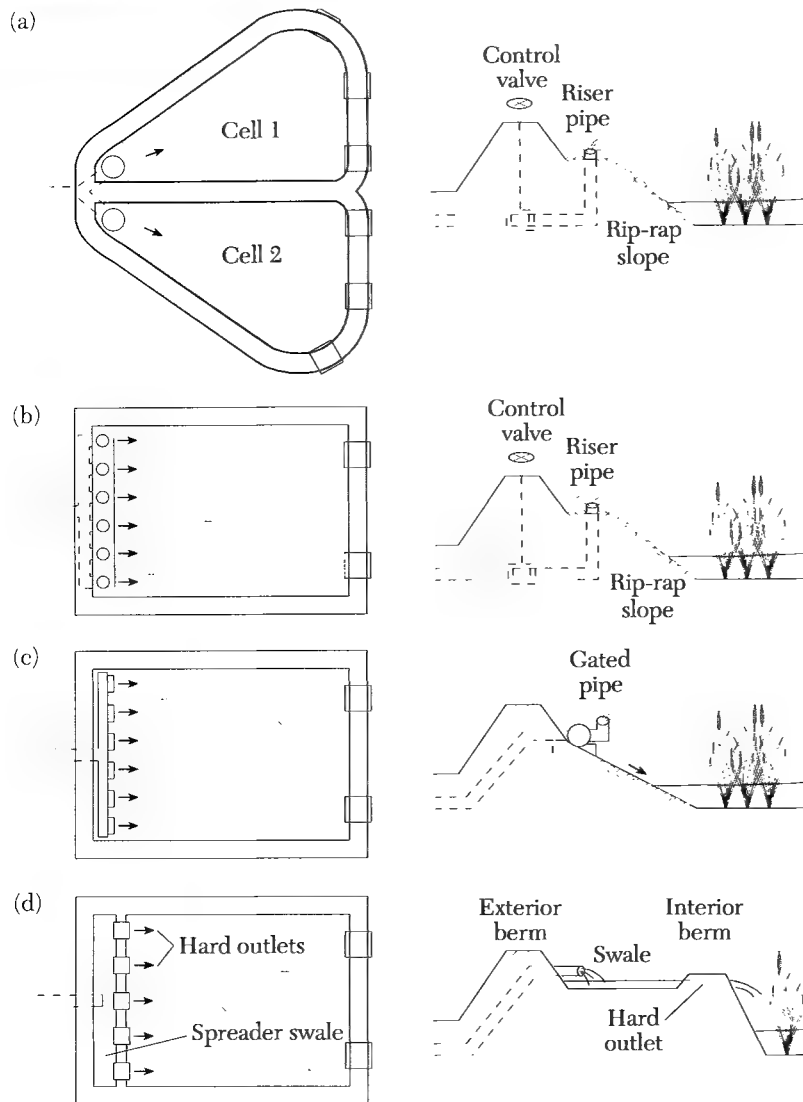 (a)
Cell 1
Cell 2
Control
valve
Riser
pipe
Rip-rap
slope
(b)
Control
valve
Riser
pipe
Rip-rap
slope
(c)
Gated
pipe
(d)
Hard outlets
Spreader swale
Exterior
berm
Interior
berm
Swale
Hard
outlet